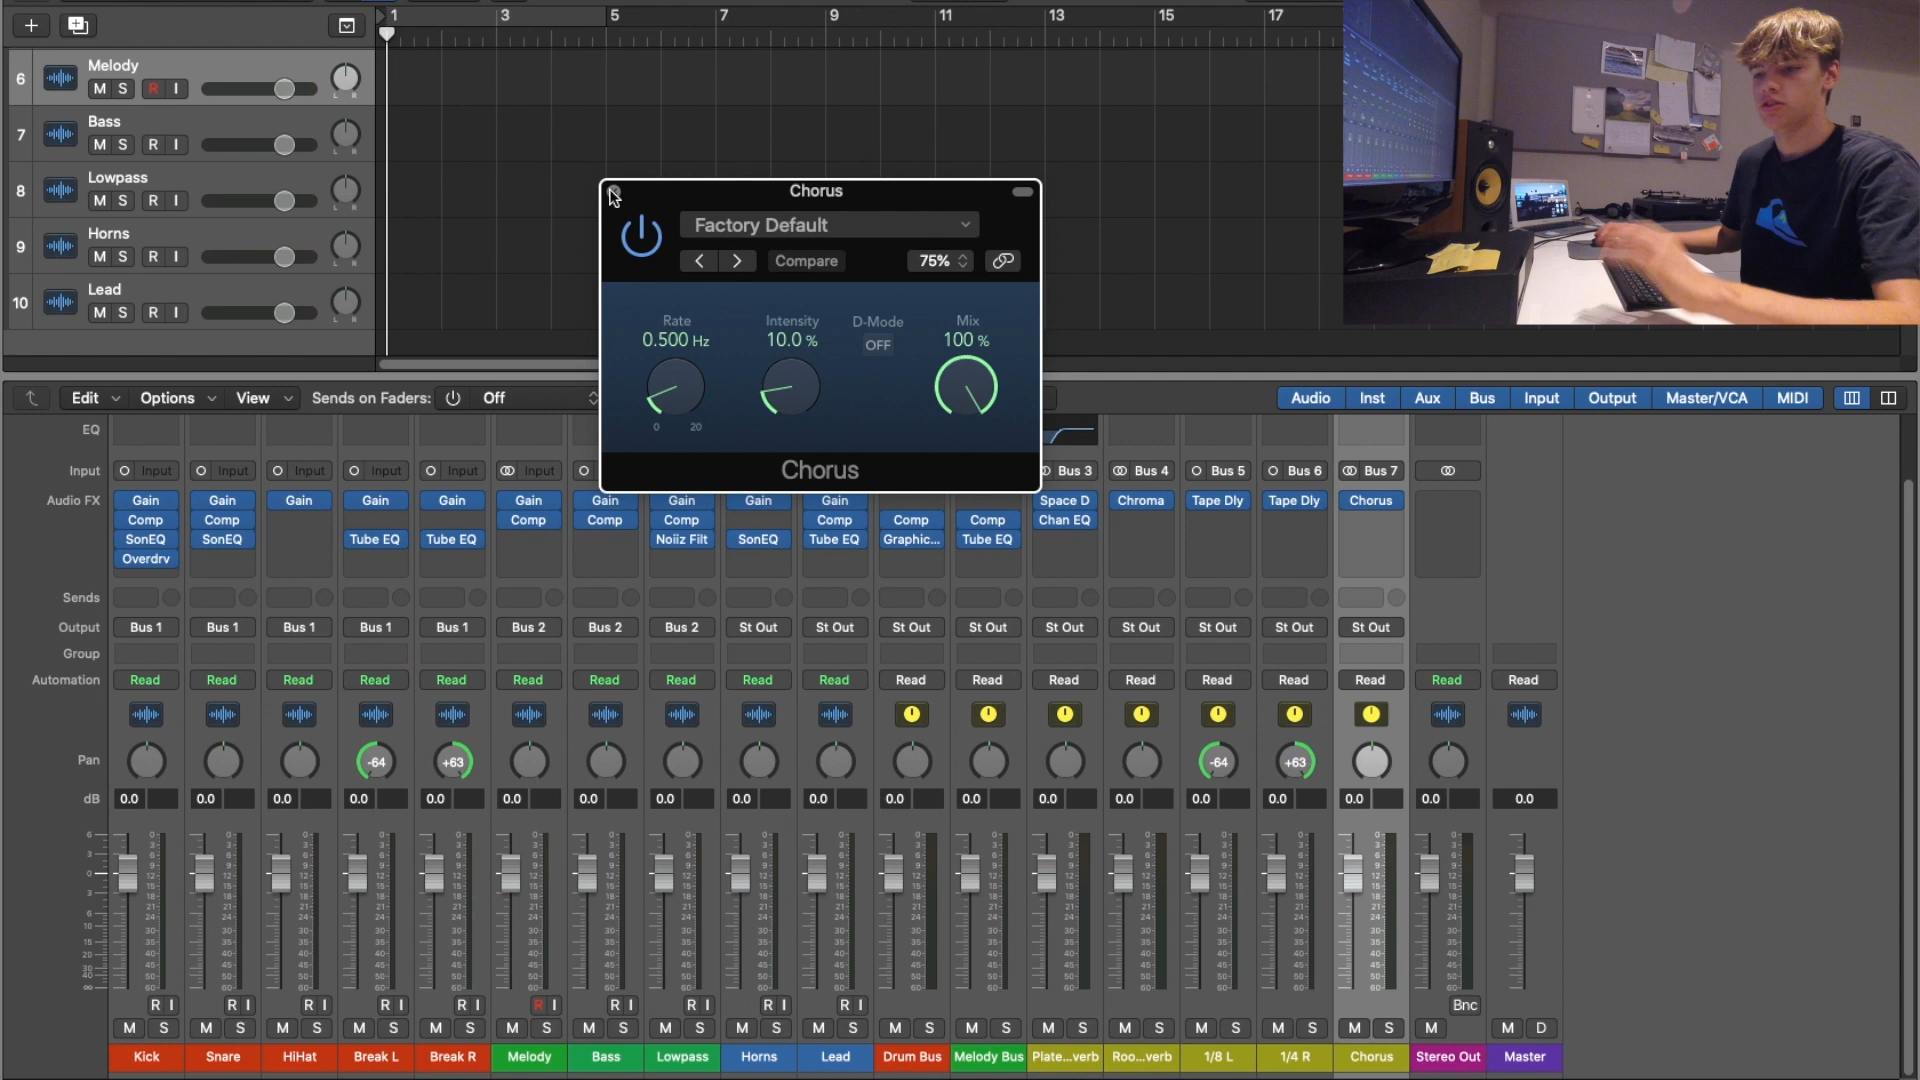 1 3 5 7 9 11 13 15 17
6 Melody
M S R I
L R
7 Bass
M S R I
L R
8 Lowpass
M S R I
L R
9 Horns
M S R I
L R
10 Lead
M S R I
L R
Chorus
Factory Default
Compare 75%
Rate Intensity D-Mode Mix
0.500 Hz 10.0 % OFF 100 %
0 20
Chorus
Edit Options View Sends on Faders: Off Audio Inst Aux Bus Input Output Master/VCA MIDI
EQ
Input Input Input Input Input Input Input Bus 3 Bus 4 Bus 5 Bus 6 Bus 7
Audio FX Gain Gain Gain Gain Gain Gain Gain Gain Gain Gain Space D Chroma Tape Dly Tape Dly Chorus
Comp Comp Comp Comp Comp Comp Comp Comp Chan EQ
SonEQ SonEQ Tube EQ Tube EQ Noiiz Filt SonEQ Tube EQ Graphic... Tube EQ
Overdrv
Sends
Output Bus 1 Bus 1 Bus 1 Bus 1 Bus 1 Bus 2 Bus 2 Bus 2 St Out St Out St Out St Out St Out St Out St Out St Out St Out
Group
Automation Read Read Read Read Read Read Read Read Read Read Read Read Read Read Read Read Read Read Read
Pan -64 +63 -64 +63
dB 0.0 0.0 0.0 0.0 0.0 0.0 0.0 0.0 0.0 0.0 0.0 0.0 0.0 0.0 0.0 0.0 0.0 0.0 0.0
R I R I R I R I R I R I R I R I R I R I Bnc
M S M S M S M S M S M S M S M S M S M S M S M S M S M S M S M S M S M M D
Kick Snare HiHat Break L Break R Melody Bass Lowpass Horns Lead Drum Bus Melody Bus Plate...verb Roo...verb 1/8 L 1/4 R Chorus Stereo Out Master